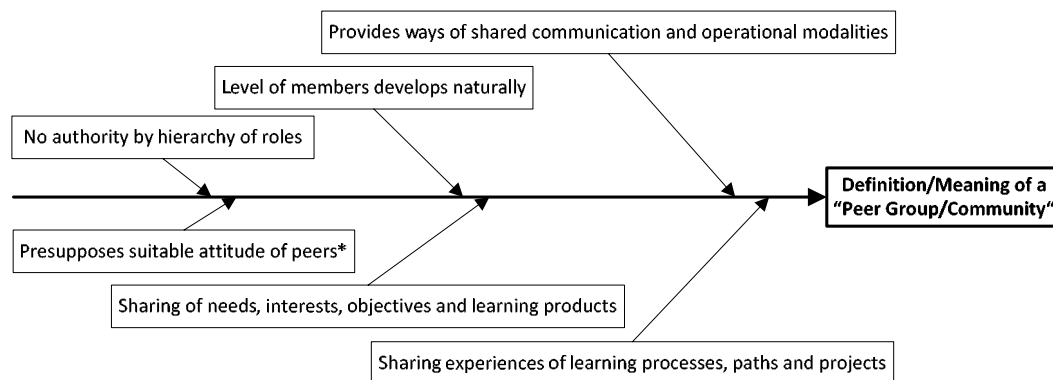 Provides ways of shared communication and operational modalities
Level of members develops naturally
No authority by hierarchy of roles
Definition/Meaning of a
“Peer Group/Community“
Presupposes suitable attitude of peers*
Sharing of needs, interests, objectives and learning products
Sharing experiences of learning processes, paths and projects